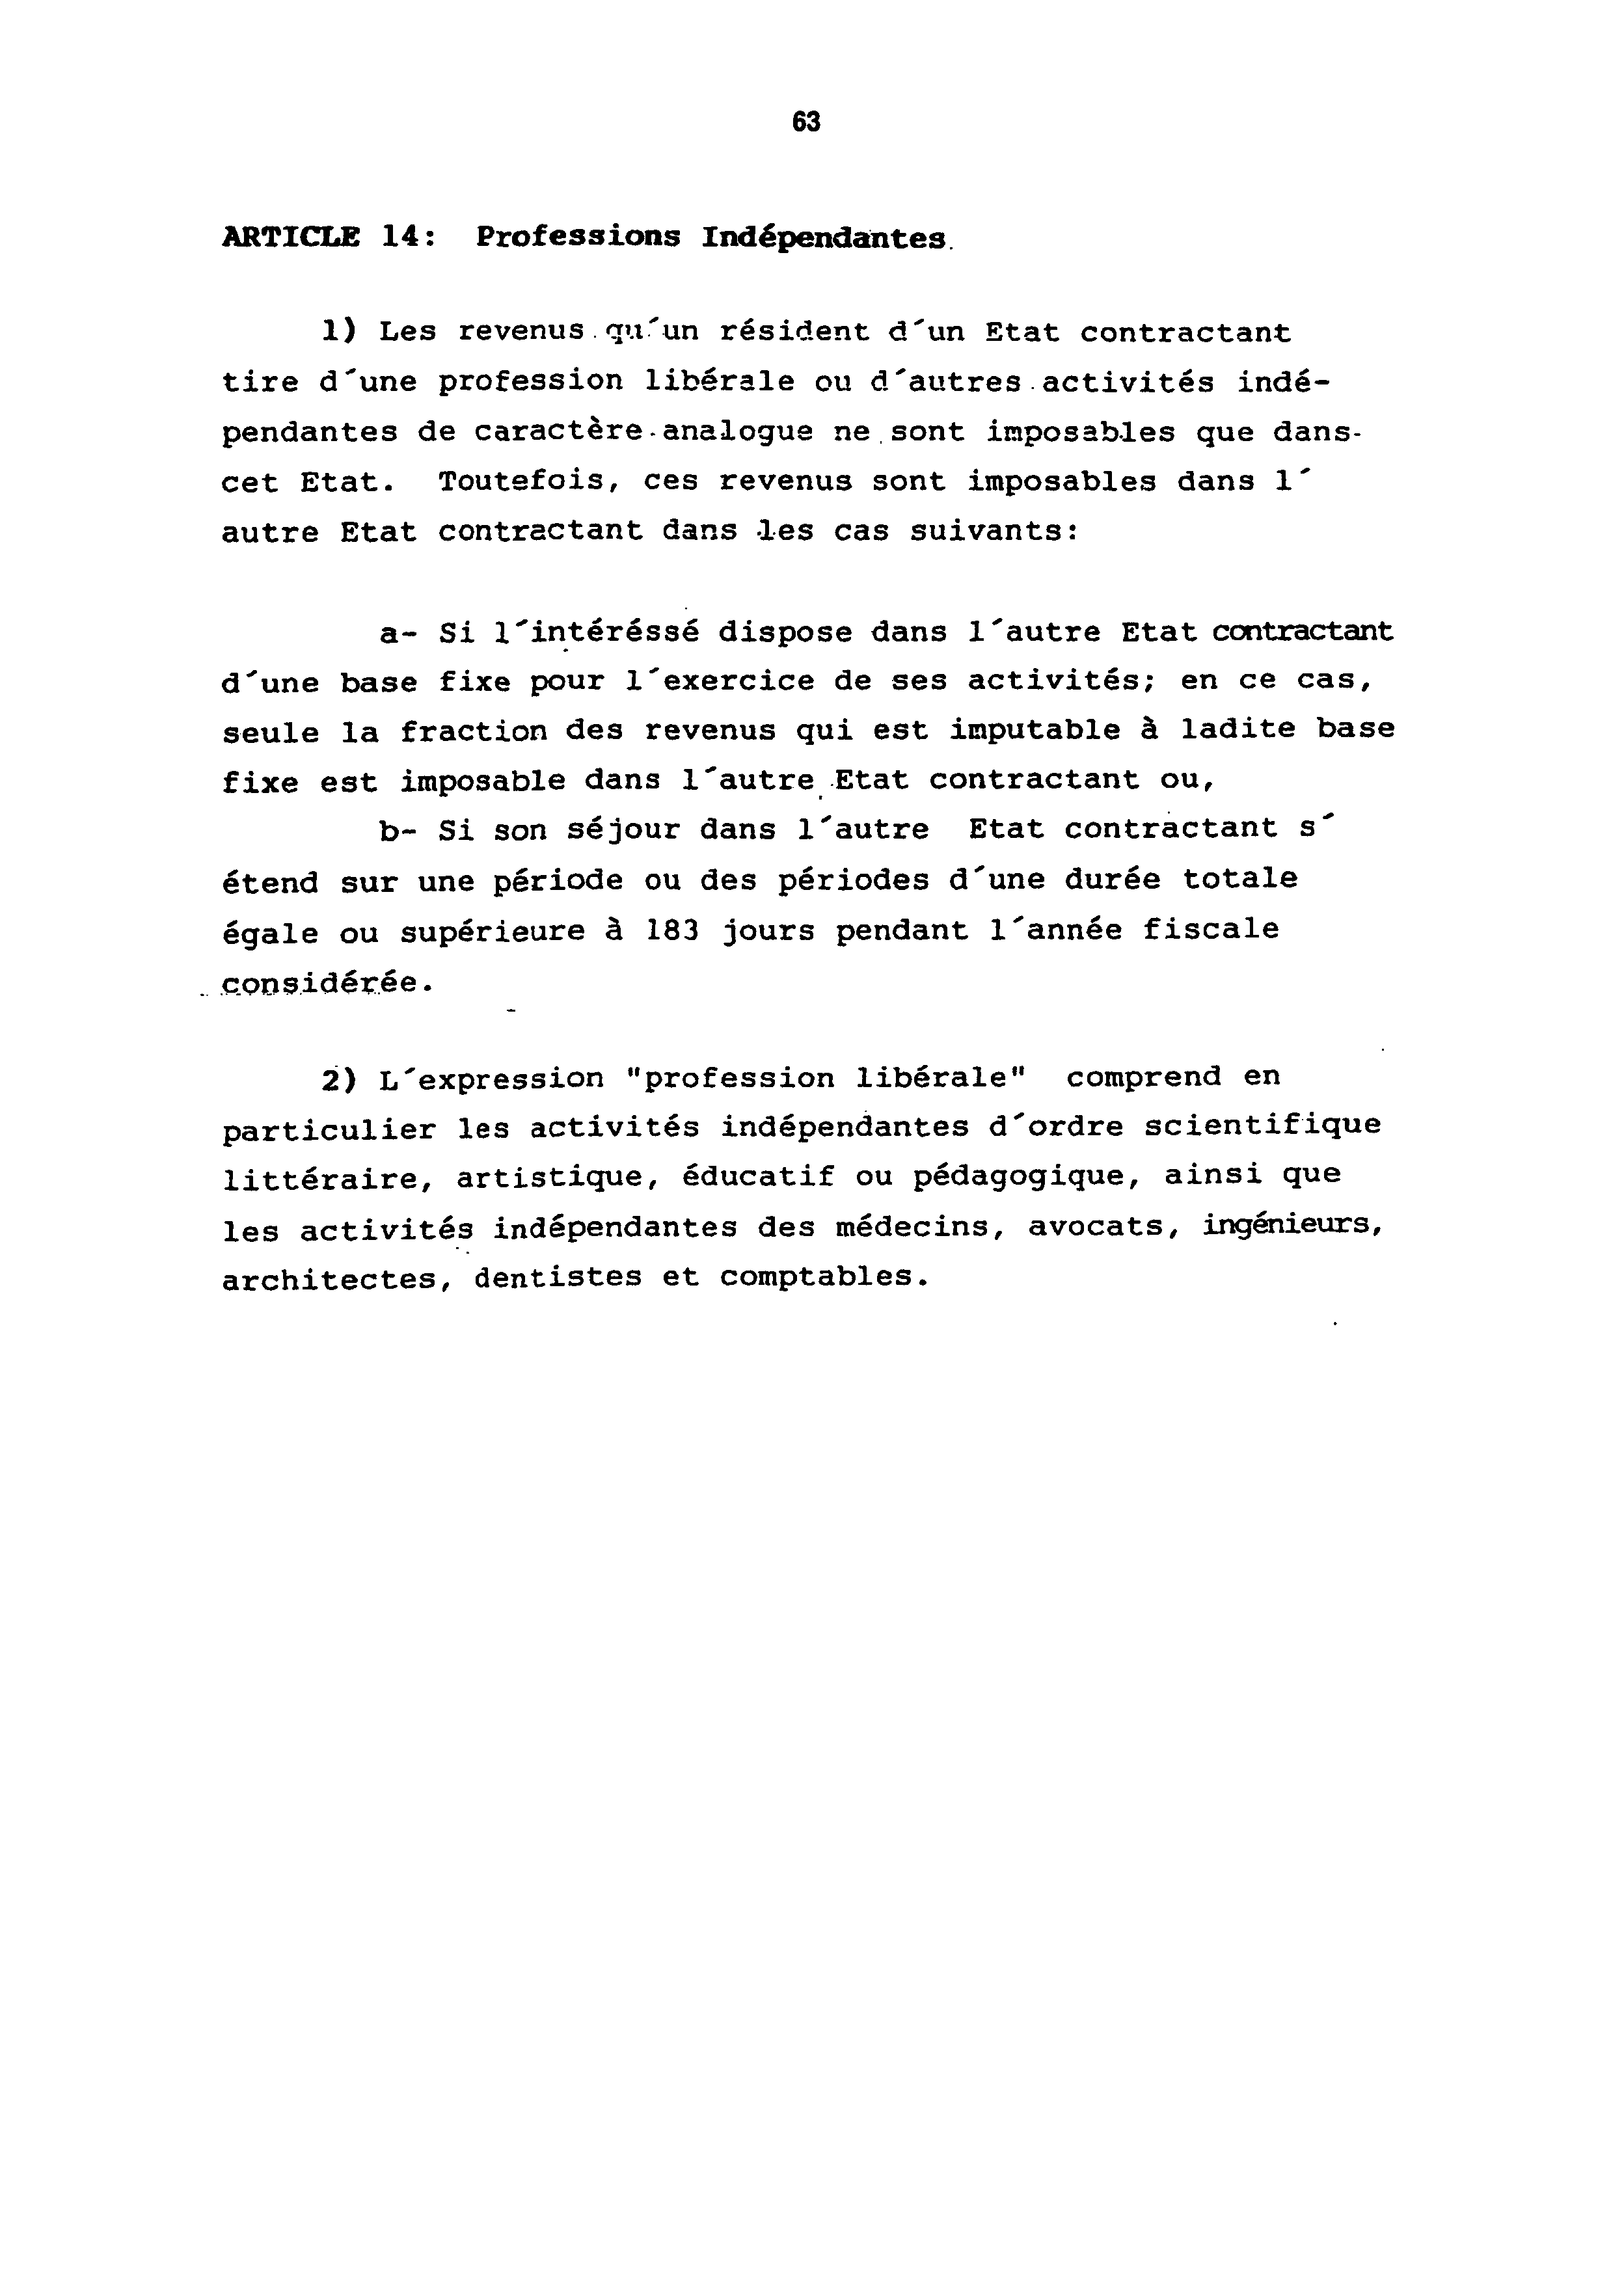 63
ARTICLE 14: Professions Indépendantes.
1) Les revenus qu'un résident d'un Etat contractant
tire d'une profession libérale ou d'autres activités indé-
pendantes de caractère analogue ne sont imposables que dans
cet Etat. Toutefois, ces revenus sont imposables dans l'
autre Etat contractant dans les cas suivants:
a- Si l'intéréssé dispose dans l'autre Etat contractant
d'une base fixe pour l'exercice de ses activités; en ce cas,
seule la fraction des revenus qui est imputable à ladite base
fixe est imposable dans l'autre Etat contractant ou,
b- Si son séjour dans l'autre Etat contractant s'
étend sur une période ou des périodes d'une durée totale
égale ou supérieure à 183 jours pendant l'année fiscale
considérée.
2) L'expression "profession libérale" comprend en
particulier les activités indépendantes d'ordre scientifique
littéraire, artistique, éducatif ou pédagogique, ainsi que
les activités indépendantes des médecins, avocats, ingénieurs,
architectes, dentistes et comptables.